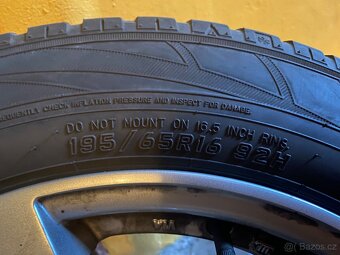 FREQUENTLY CHECK INFLATION PRESSURE AND INSPECT FOR DAMAGE.
DO NOT MOUNT ON 16.5 INCH RIMS.
195/65R16 92H
Bazos.cz